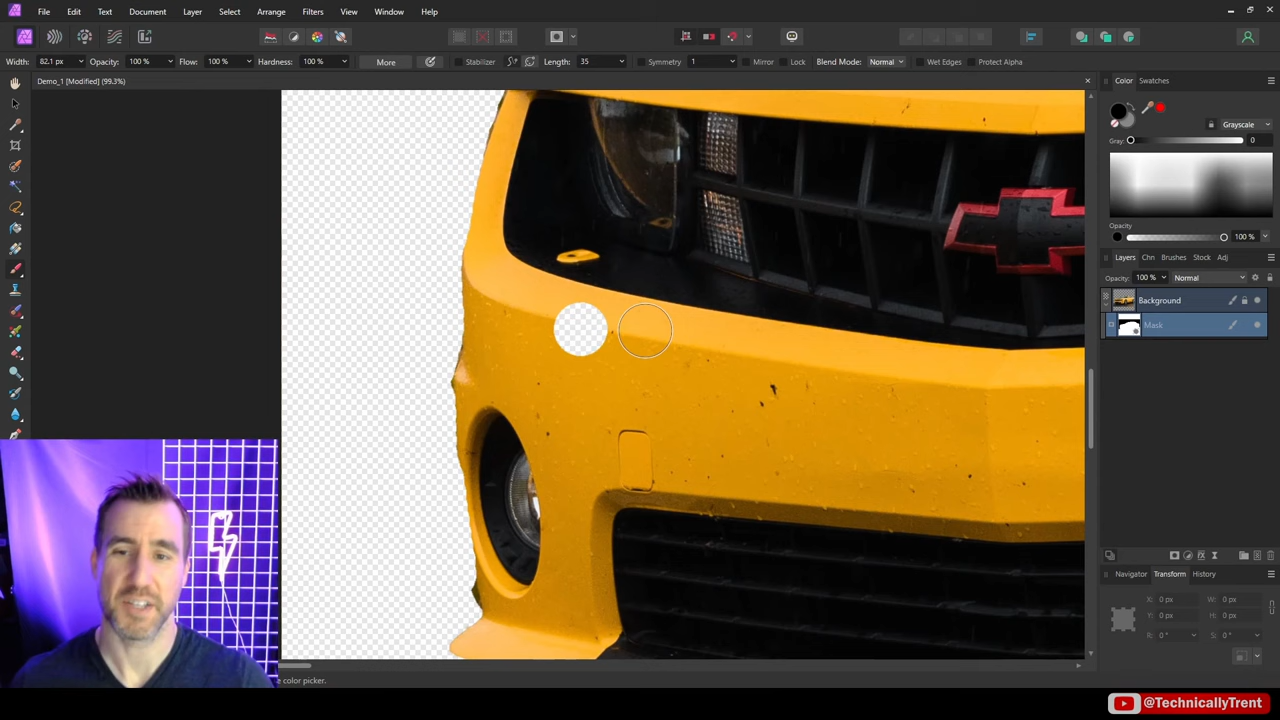 File Edit Text Document Layer Select Arrange Filters View Window Help
Width: 82.1 px Opacity: 100 % Flow: 100 % Hardness: 100 % More Stabilizer Length: 35 Symmetry 1 Mirror Lock Blend Mode: Normal Wet Edges Protect Alpha
Demo_1 [Modified] (99.3%)
Color Swatches
Grayscale
Gray: 0
Opacity
100 %
Layers Chn Brushes Stock Adj
Opacity: 100 % Normal
Background
Mask
Navigator Transform History
X: 0 px W: 0 px
Y: 0 px H: 0 px
R: 0 ° S: 0 °
e color picker.
@TechnicallyTrent